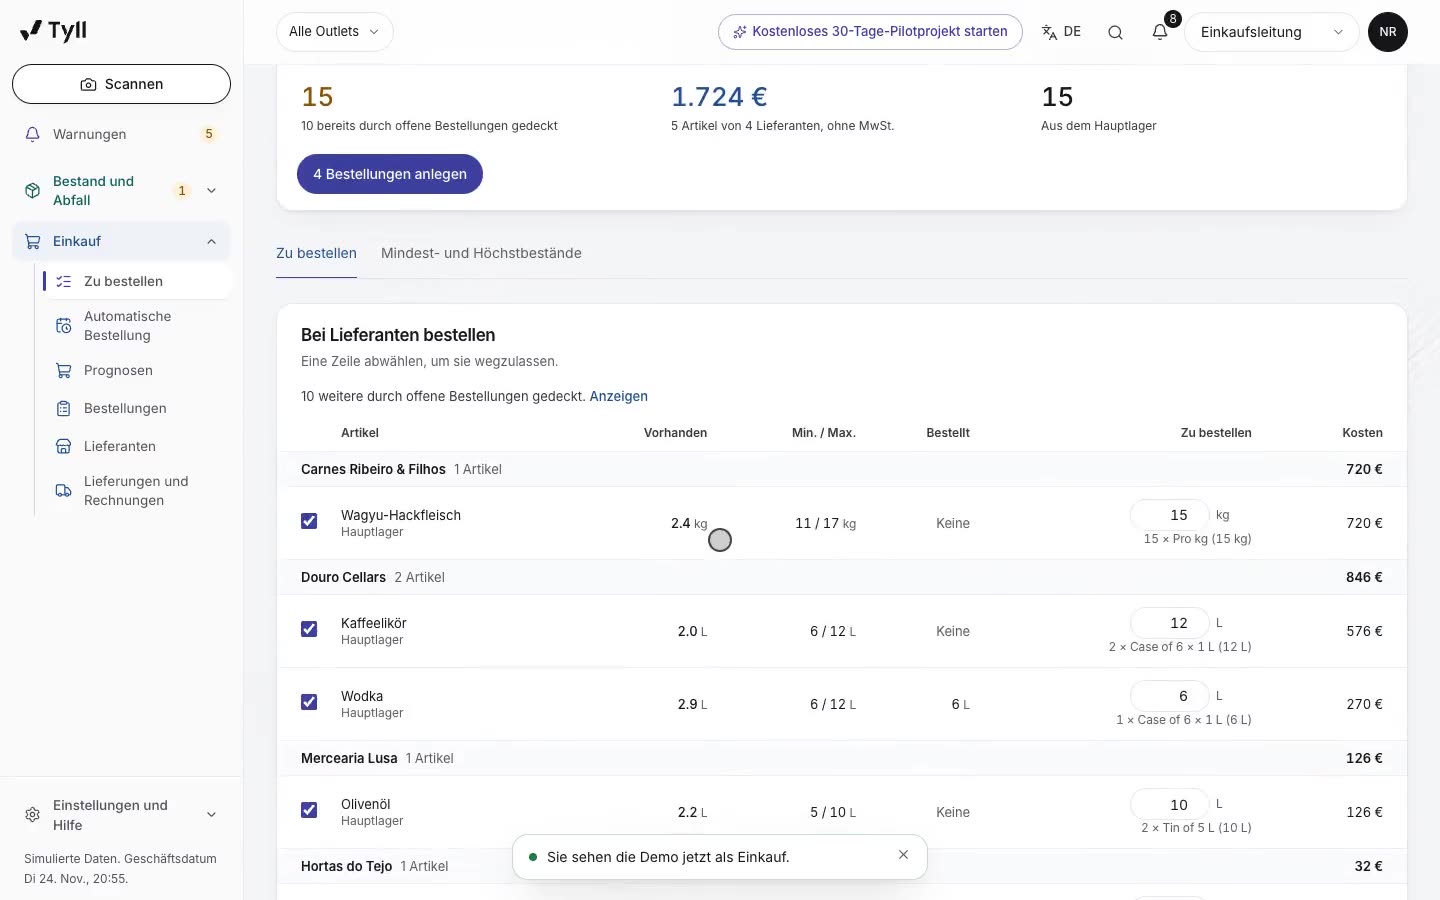 Tyll
Alle Outlets
Kostenloses 30-Tage-Pilotprojekt starten
DE
8
Einkaufsleitung
NR
Scannen
Warnungen 5
Bestand und
Abfall
1
Einkauf
Zu bestellen
Automatische
Bestellung
Prognosen
Bestellungen
Lieferanten
Lieferungen und
Rechnungen
Einstellungen und
Hilfe
Simulierte Daten. Geschäftsdatum
Di 24. Nov., 20:55.
15
10 bereits durch offene Bestellungen gedeckt
1.724 €
5 Artikel von 4 Lieferanten, ohne MwSt.
15
Aus dem Hauptlager
4 Bestellungen anlegen
Zu bestellen Mindest- und Höchstbestände
Bei Lieferanten bestellen
Eine Zeile abwählen, um sie wegzulassen.
10 weitere durch offene Bestellungen gedeckt. Anzeigen
Artikel Vorhanden Min. / Max. Bestellt Zu bestellen Kosten
Carnes Ribeiro & Filhos 1 Artikel 720 €
Wagyu-Hackfleisch
Hauptlager
2.4 kg 11 / 17 kg Keine 15 kg
15 × Pro kg (15 kg)
720 €
Douro Cellars 2 Artikel 846 €
Kaffeelikör
Hauptlager
2.0 L 6 / 12 L Keine 12 L
2 × Case of 6 × 1 L (12 L)
576 €
Wodka
Hauptlager
2.9 L 6 / 12 L 6 L 6 L
1 × Case of 6 × 1 L (6 L)
270 €
Mercearia Lusa 1 Artikel 126 €
Olivenöl
Hauptlager
2.2 L 5 / 10 L Keine 10 L
2 × Tin of 5 L (10 L)
126 €
Hortas do Tejo 1 Artikel 32 €
Sie sehen die Demo jetzt als Einkauf.